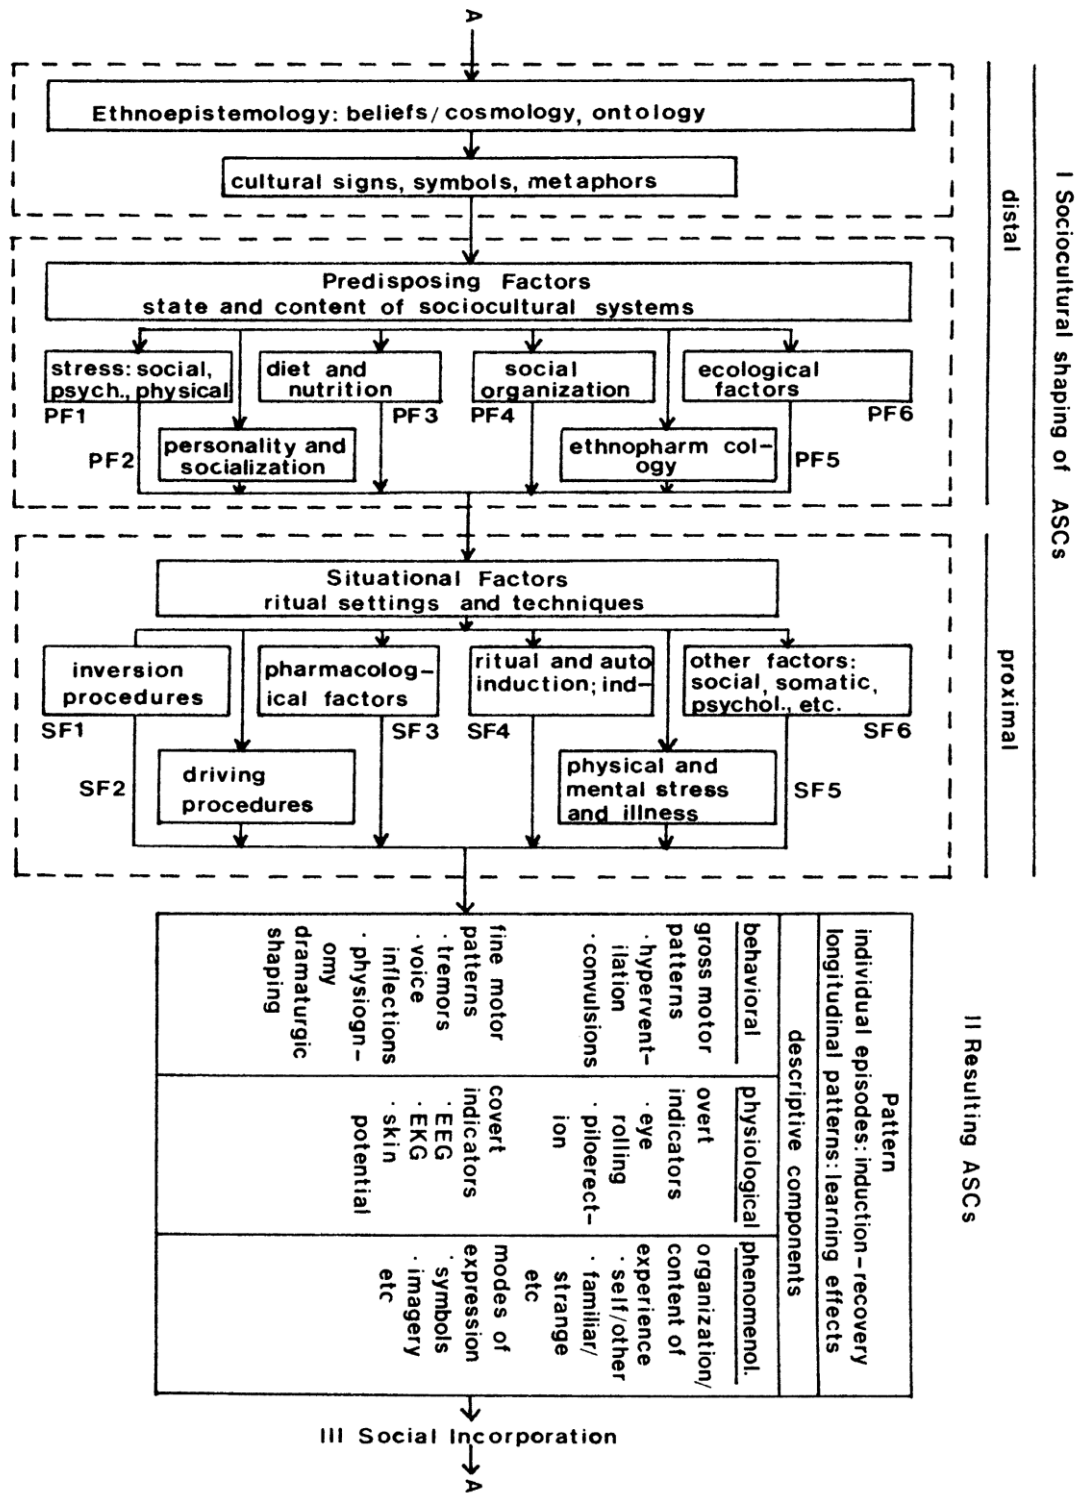 A
I Sociocultural shaping of ASCs
distal
Ethnoepistemology: beliefs/cosmology, ontology
cultural signs, symbols, metaphors
Predisposing Factors
state and content of sociocultural systems
stress: social,
psych., physical
PF1
PF2
personality and
socialization
diet and
nutrition
PF3
social
organization
PF4
ethnopharm col-
ogy
PF5
ecological
factors
PF6
proximal
Situational Factors
ritual settings and techniques
inversion
procedures
SF1
SF2
driving
procedures
pharmacolog-
ical factors
SF3
ritual and auto
induction; ind-
SF4
physical and
mental stress
and illness
SF5
other factors:
social, somatic,
psychol., etc.
SF6
II Resulting ASCs
Pattern
individual episodes: induction-recovery
longitudinal patterns: learning effects
descriptive components
behavioral
gross motor
patterns
· hypervent-
ilation
· convulsions
fine motor
patterns
· tremors
· voice
inflections
· physiogn-
omy
dramaturgic
shaping
physiological
overt
indicators
· eye
rolling
· piloerect-
ion
covert
indicators
· EEG
· EKG
· skin
potential
phenomenol.
organization/
content of
experience
· self/other
· familiar/
strange
etc
modes of
expression
· symbols
· imagery
etc
III Social Incorporation
A